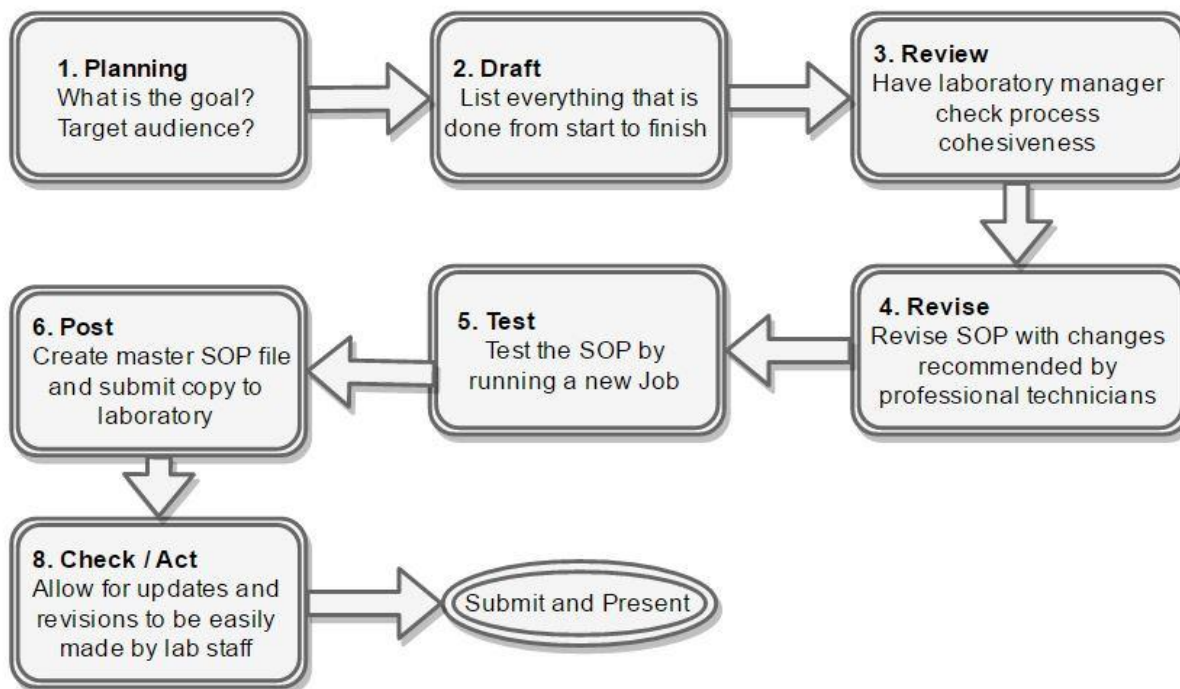 1. Planning
What is the goal?
Target audience?
2. Draft
List everything that is
done from start to finish
3. Review
Have laboratory manager
check process
cohesiveness
4. Revise
Revise SOP with changes
recommended by
professional technicians
5. Test
Test the SOP by
running a new Job
6. Post
Create master SOP file
and submit copy to
laboratory
8. Check / Act
Allow for updates and
revisions to be easily
made by lab staff
Submit and Present